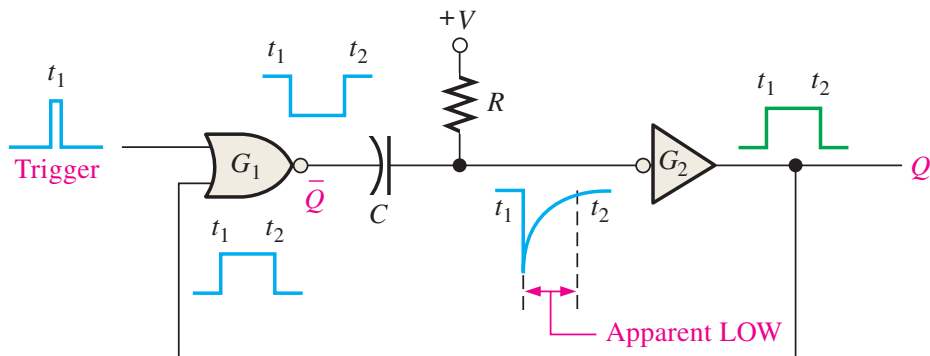 +V
t1
t1 t2
R
t1 t2
G1
G2
Trigger
Q̄
C
Q
t1 t2
t1 t2
Apparent LOW